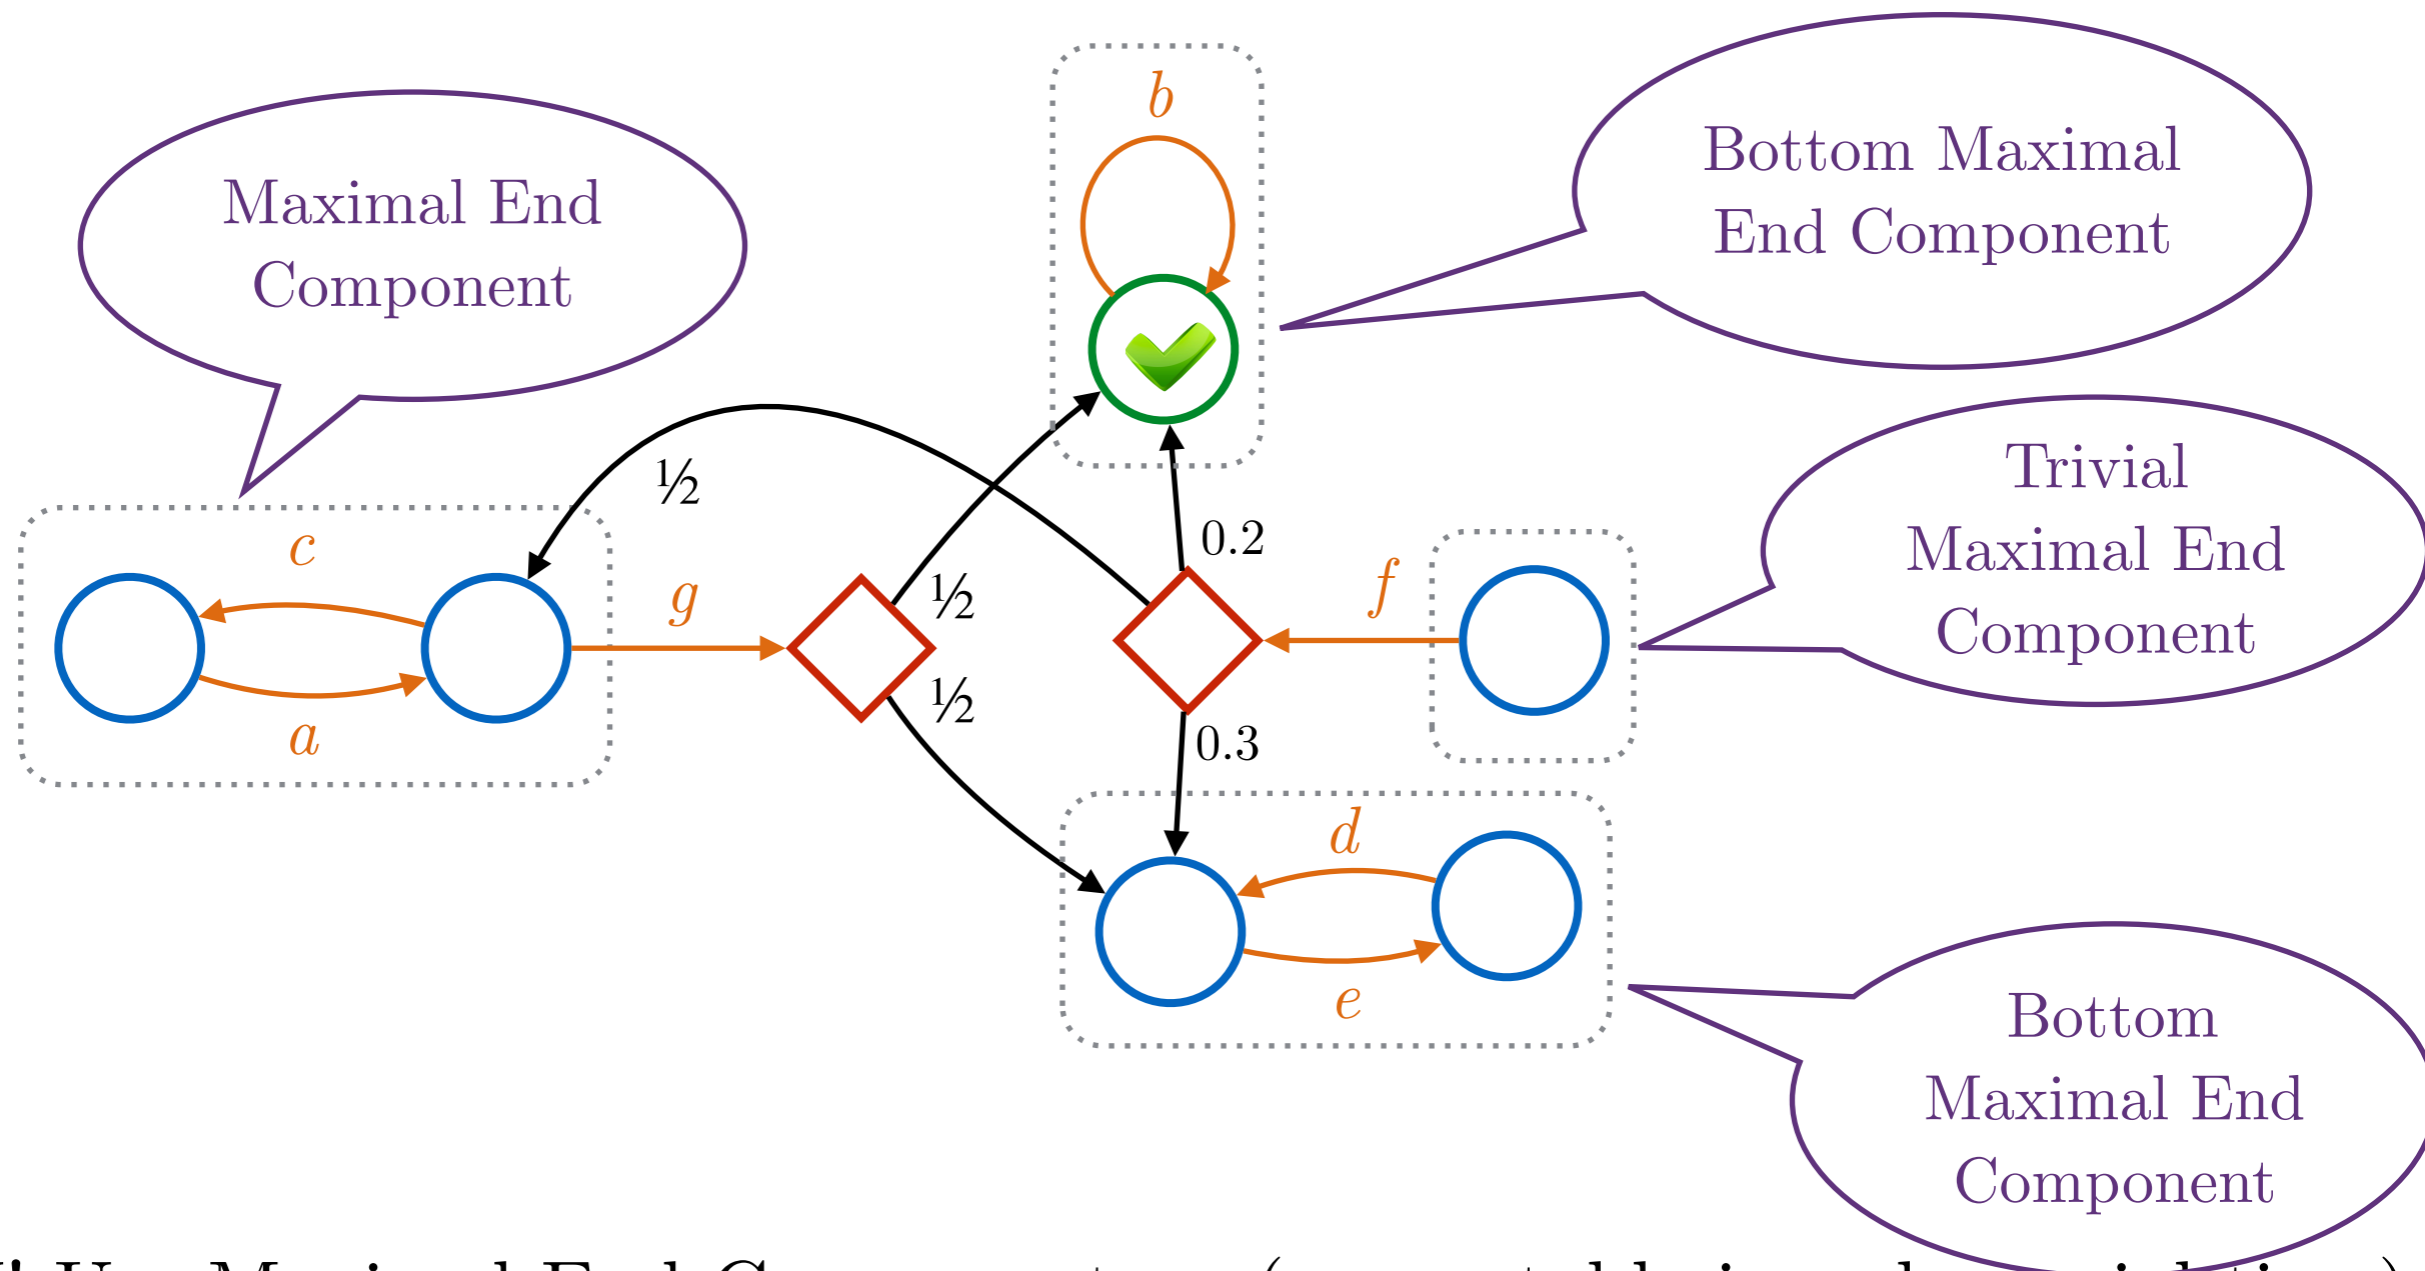 Maximal End
Component
b
Bottom Maximal
End Component
Trivial
Maximal End
Component
½
0.2
c
g
½
f
a
½
0.3
d
e
Bottom
Maximal End
Component